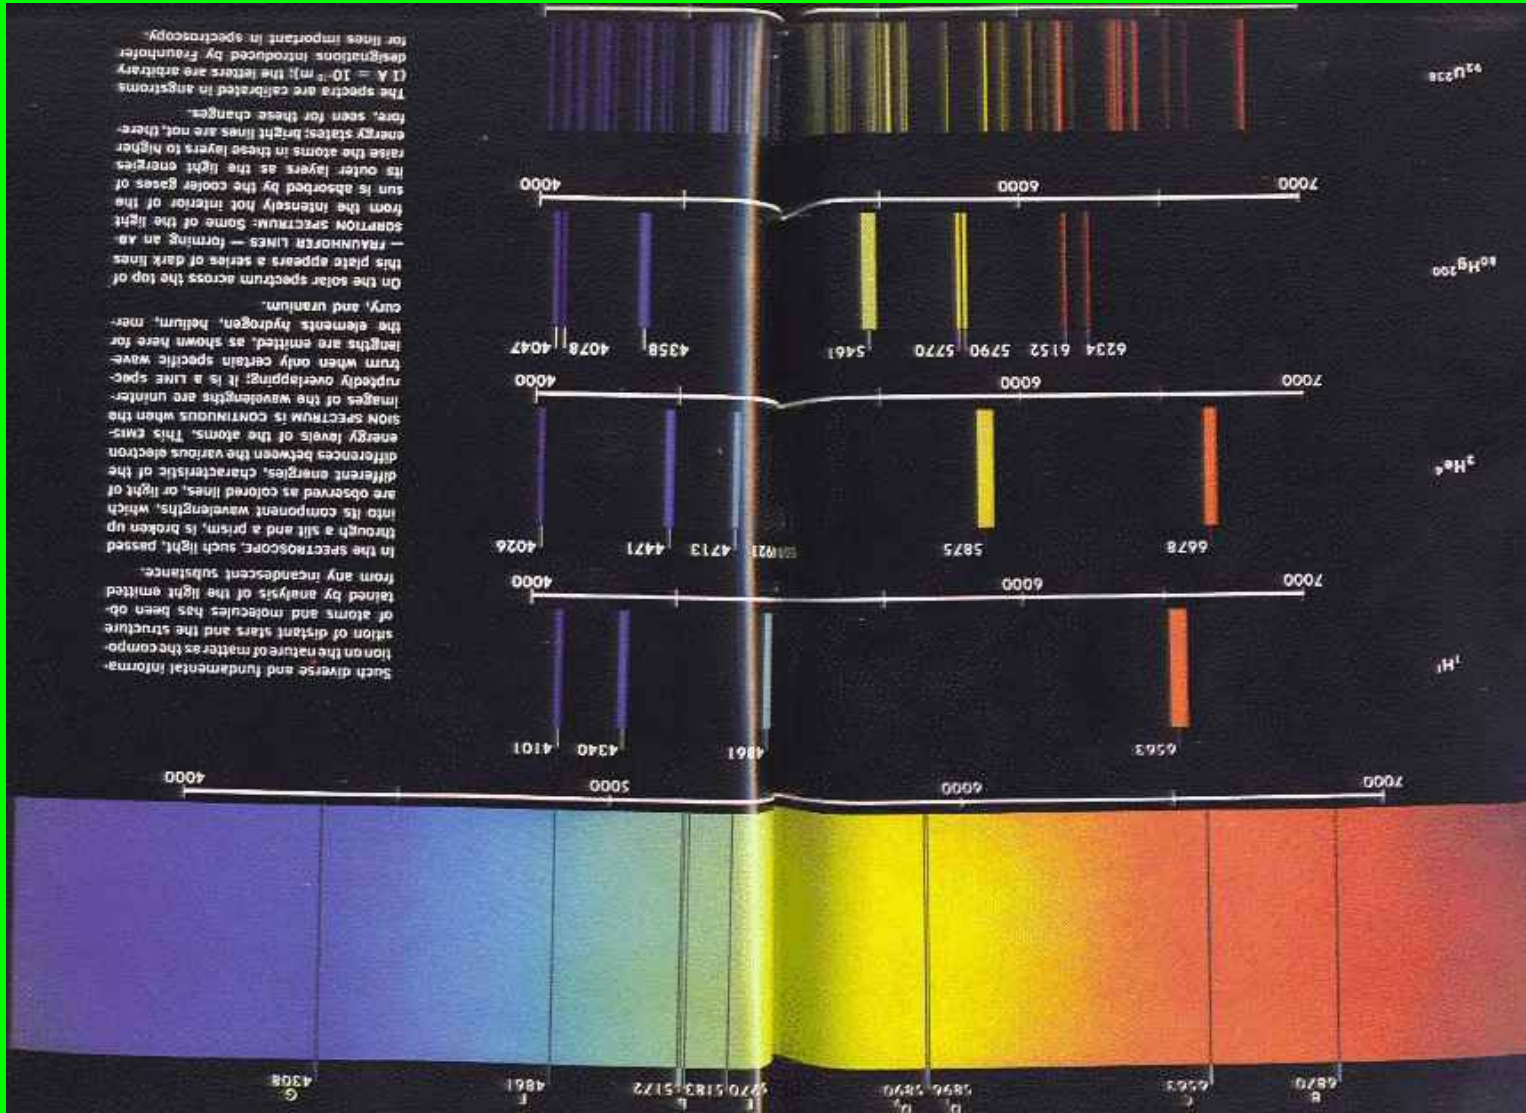 B C D₁ D₂ E b F G
6870 6563 5896 5890 5270 5183 5172 4861 4308
7000 6000 5000 4000
₁H¹
6563 4861 4340 4101
7000 6000 4000
₂He⁴
6678 5875 4713 4471 4026
7000 6000 4000
₈₀Hg²⁰⁰
6234 6152 5790 5770 5461 4358 4078 4047
7000 6000 4000
₉₂U²³⁸
Such diverse and fundamental informa-
tion on the nature of matter as the compo-
sition of distant stars and the structure
of atoms and molecules has been ob-
tained by analysis of the light emitted
from any incandescent substance.
In the SPECTROSCOPE, such light, passed
through a slit and a prism, is broken up
into its component wavelengths, which
are observed as colored lines, or light of
different energies, characteristic of the
differences between the various electron
energy levels of the atoms. This EMIS-
SION SPECTRUM is CONTINUOUS when the
images of the wavelengths are uninter-
ruptedly overlapping; it is a LINE spec-
trum when only certain specific wave-
lengths are emitted, as shown here for
the elements hydrogen, helium, mer-
cury, and uranium.
On the solar spectrum across the top of
this plate appears a series of dark lines
— FRAUNHOFER LINES — forming an AB-
SORPTION SPECTRUM: Some of the light
from the intensely hot interior of the
sun is absorbed by the cooler gases of
its outer layers as the light energies
raise the atoms in these layers to higher
energy states; bright lines are not, there-
fore, seen for these changes.
The spectra are calibrated in angstroms
(1 A = 10⁻¹⁰ m); the letters are arbitrary
designations introduced by Fraunhofer
for lines important in spectroscopy.